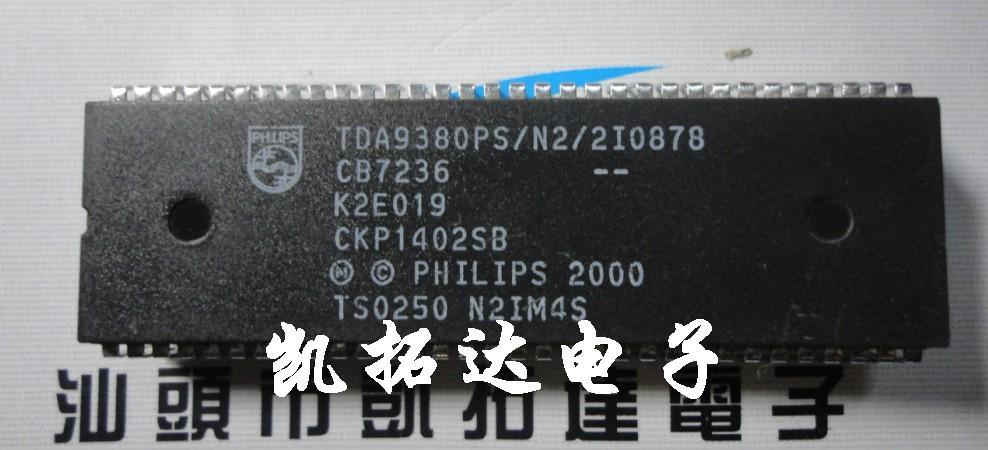 PHILIPS
TDA9380PS/N2/2I0878
CB7236 --
K2E019
CKP1402SB
Ⓜ © PHILIPS 2000
TS0250 N2IM4S
凯拓达电子
汕頭市凱拓達電子